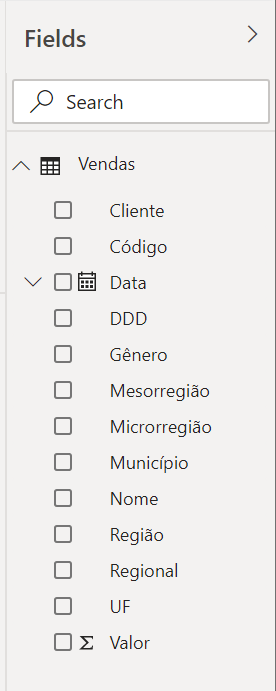 Fields
Search
Vendas
Cliente
Código
Data
DDD
Gênero
Mesorregião
Microrregião
Município
Nome
Região
Regional
UF
Σ Valor